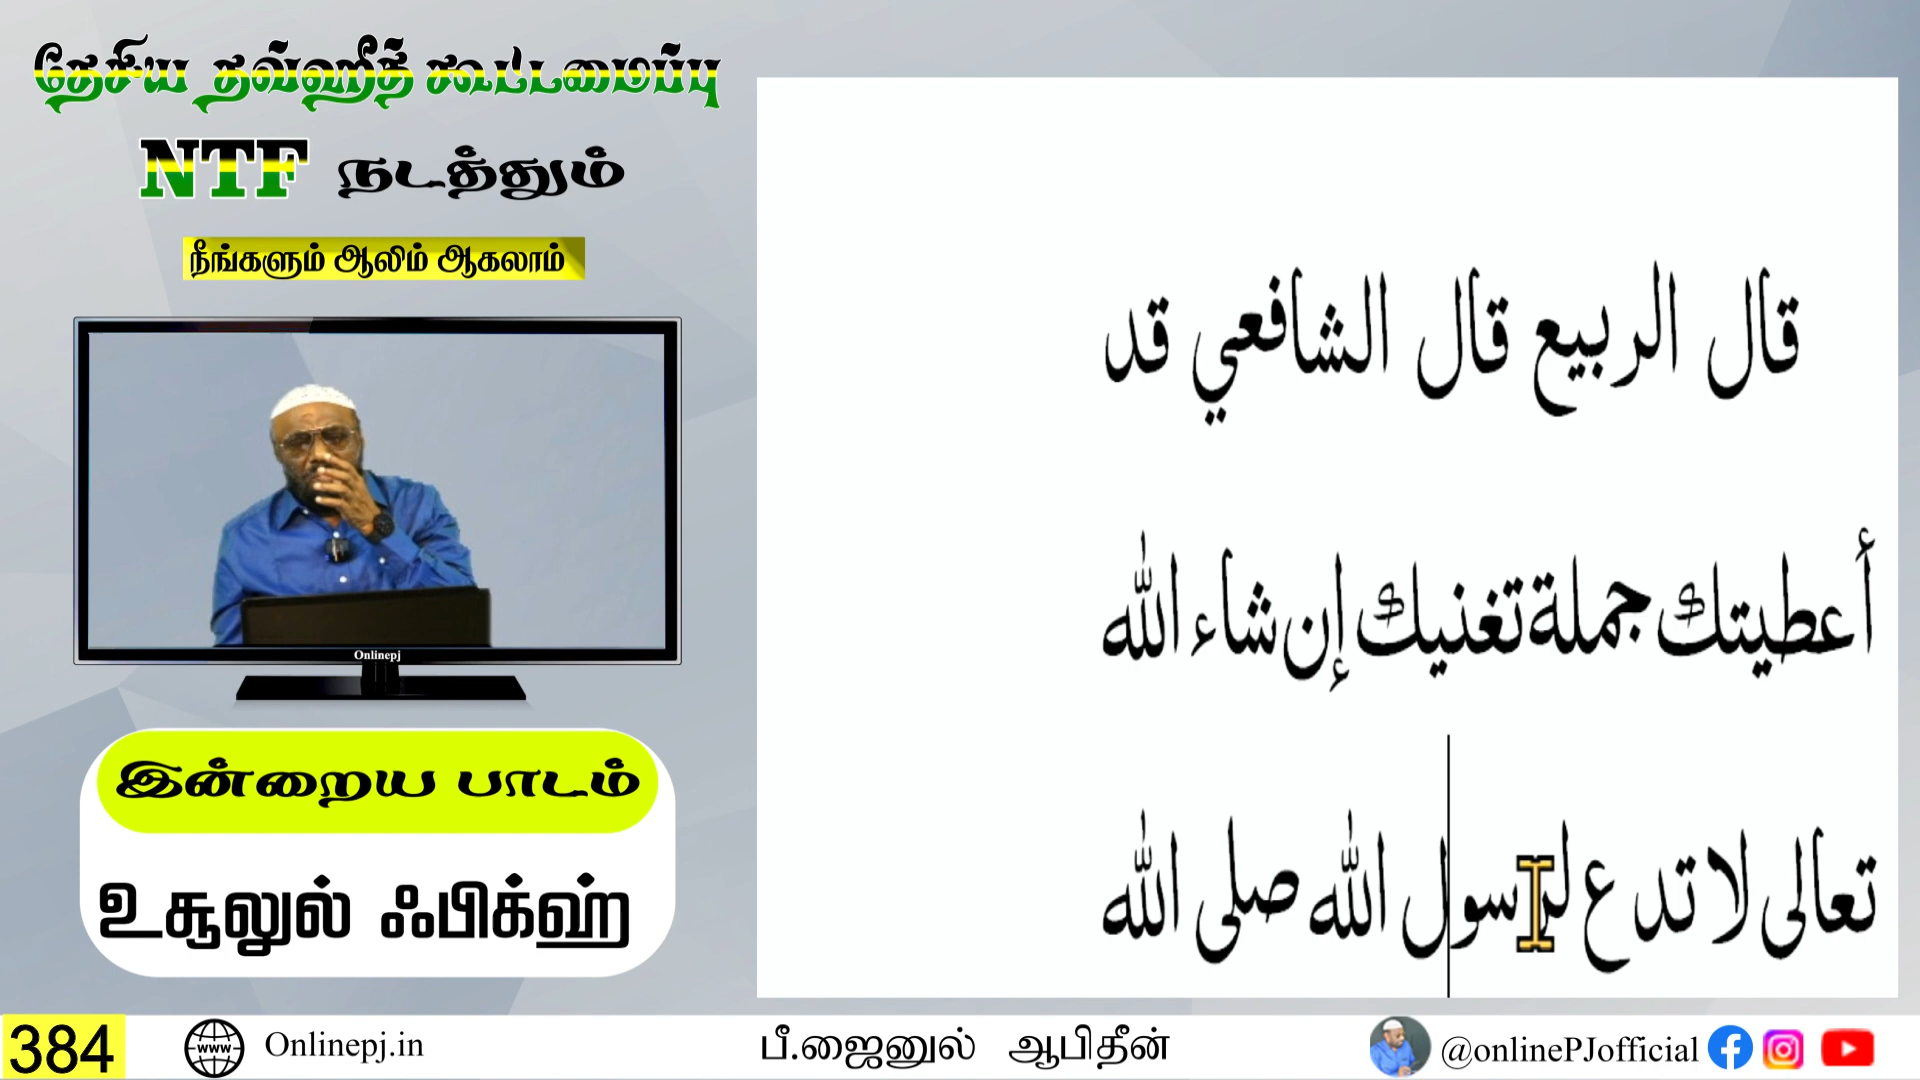 தேசிய தவ்ஹீத் கூட்டமைப்பு
NTF நடத்தும்
நீங்களும் ஆலிம் ஆகலாம்
Onlinepj
இன்றைய பாடம்
உசூலுல் ஃபிக்ஹ்
قال الربيع قال الشافعي قد
أعطيتك جملة تغنيك إن شاء الله
تعالى لا تدع لرسول الله صلى الله
384
www
Onlinepj.in
பீ.ஜைனுல் ஆபிதீன்
@onlinePJofficial